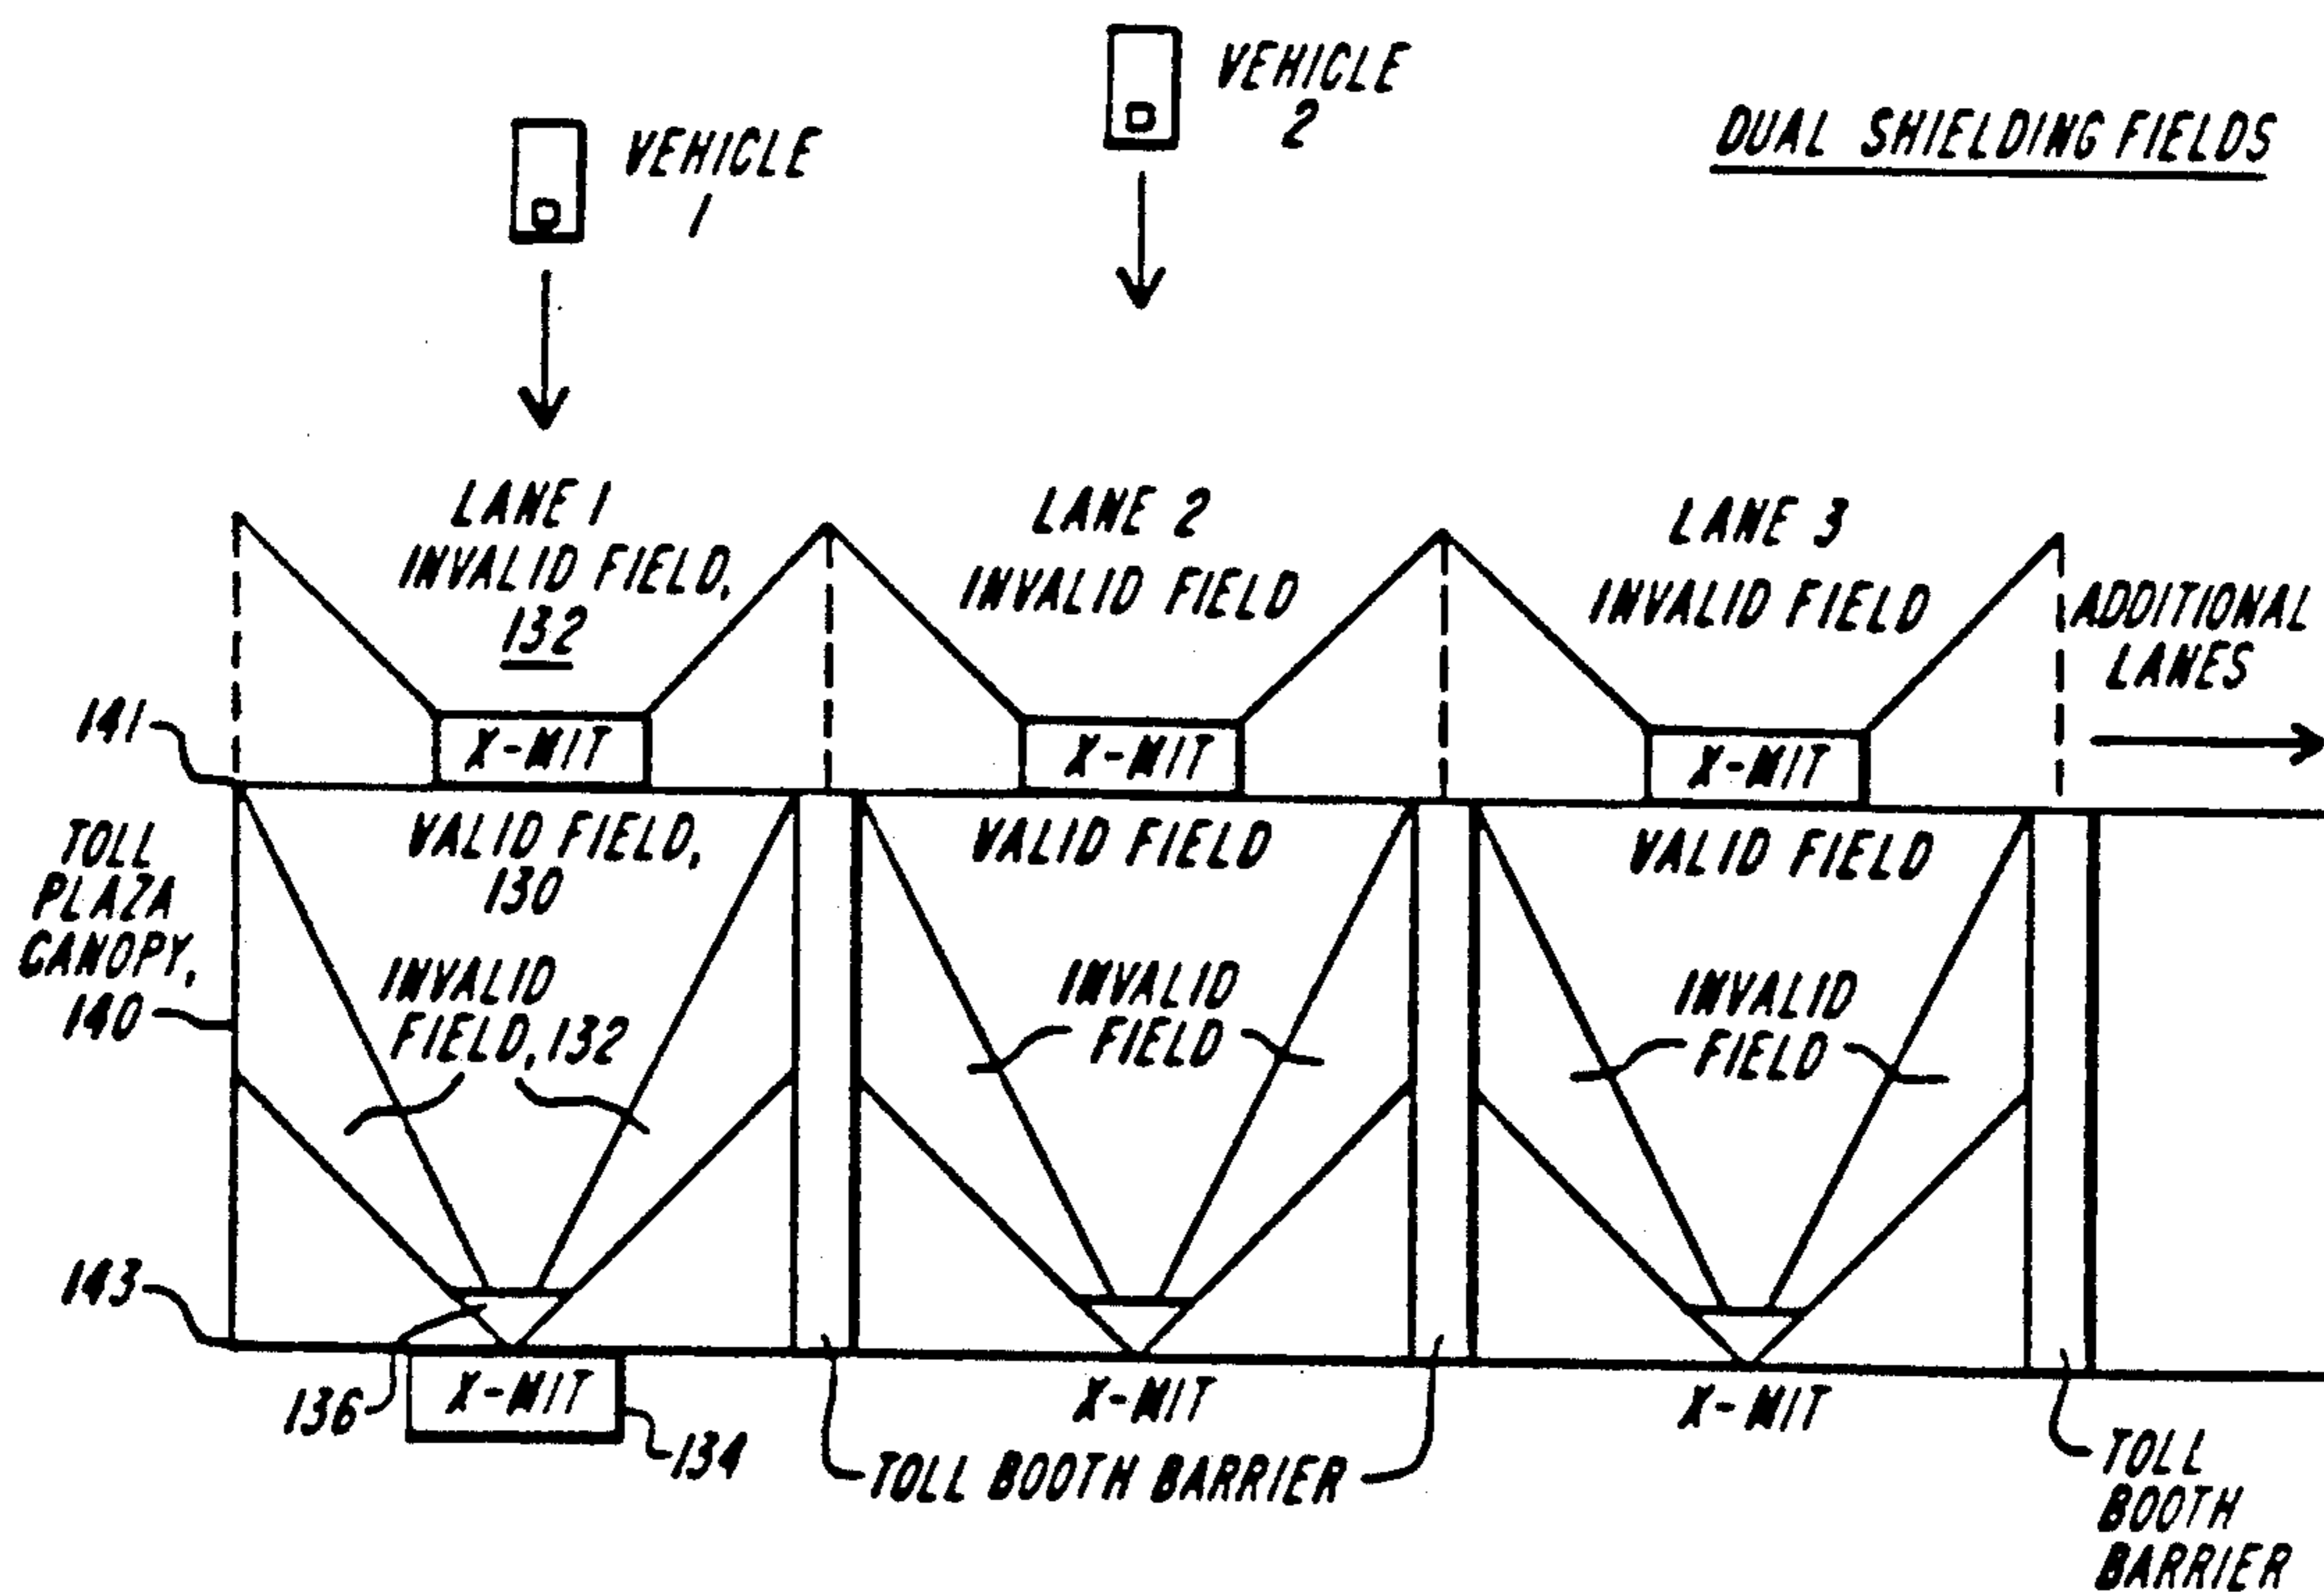 VEHICLE
1
VEHICLE
2
DUAL SHIELDING FIELDS
LANE 1
INVALID FIELD,
132
LANE 2
INVALID FIELD
LANE 3
INVALID FIELD
ADDITIONAL
LANES
141
X-MIT
X-MIT
X-MIT
TOLL
PLAZA
CANOPY,
140
VALID FIELD,
130
VALID FIELD
VALID FIELD
INVALID
FIELD, 132
INVALID
FIELD
INVALID
FIELD
143
136
X-MIT
134
X-MIT
X-MIT
TOLL BOOTH BARRIER
TOLL
BOOTH
BARRIER